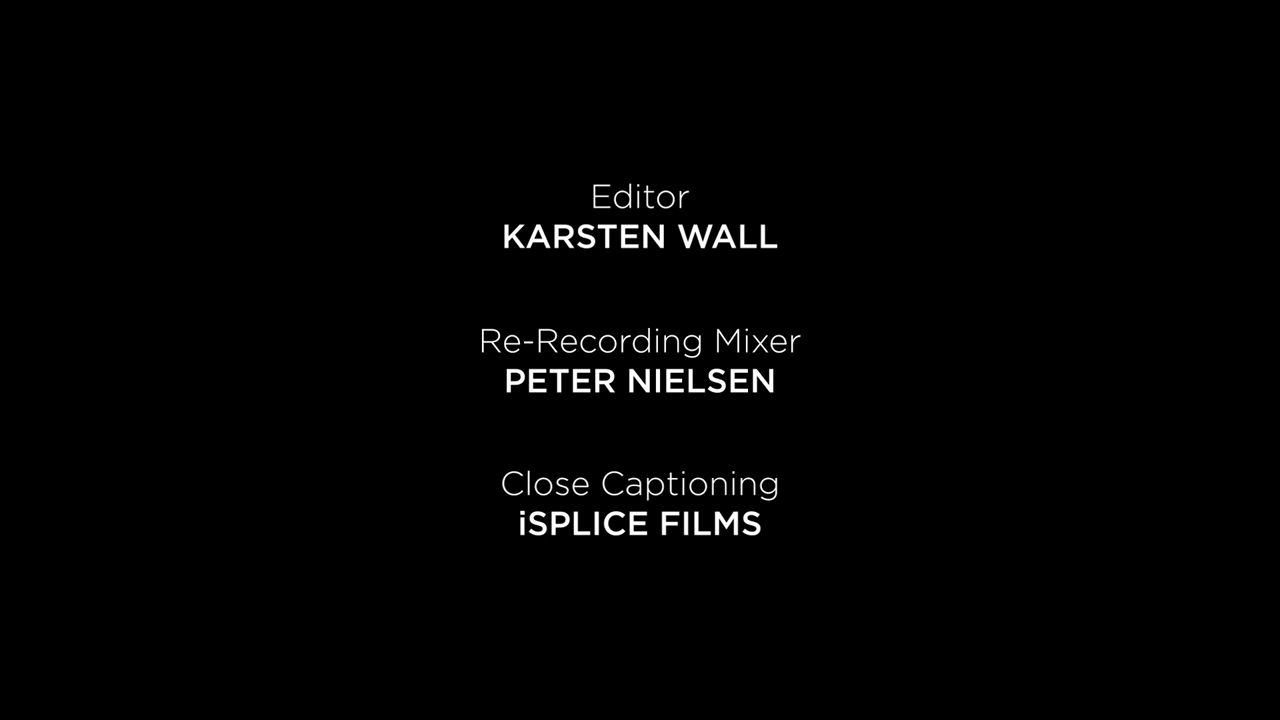 Editor
KARSTEN WALL
Re-Recording Mixer
PETER NIELSEN
Close Captioning
iSPLICE FILMS